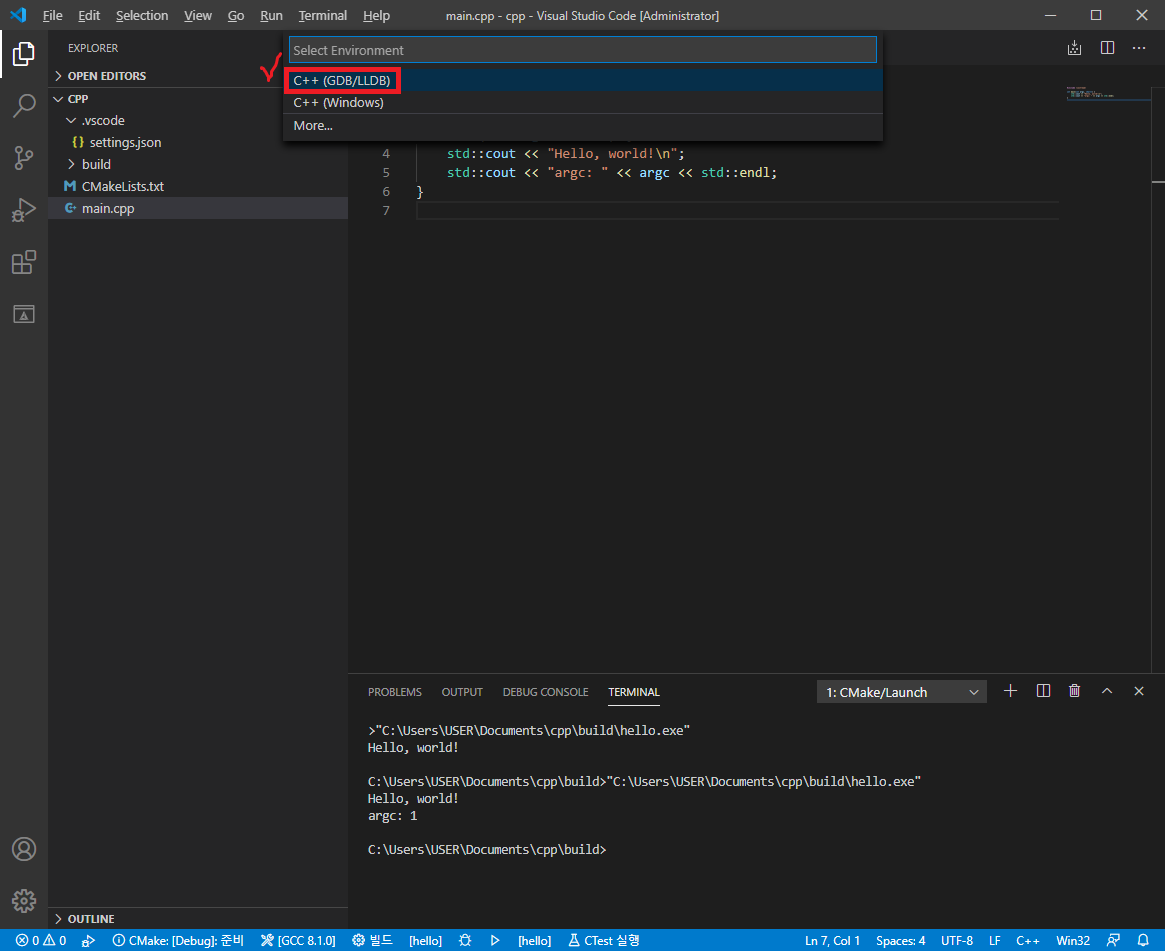 File Edit Selection View Go Run Terminal Help main.cpp - cpp - Visual Studio Code [Administrator]
EXPLORER
OPEN EDITORS
CPP
.vscode
{} settings.json
build
M CMakeLists.txt
main.cpp
OUTLINE
Select Environment
C++ (GDB/LLDB)
C++ (Windows)
More...
4 std::cout << "Hello, world!\n";
5 std::cout << "argc: " << argc << std::endl;
6 }
7
PROBLEMS OUTPUT DEBUG CONSOLE TERMINAL 1: CMake/Launch
>"C:\Users\USER\Documents\cpp\build\hello.exe"
Hello, world!
C:\Users\USER\Documents\cpp\build>"C:\Users\USER\Documents\cpp\build\hello.exe"
Hello, world!
argc: 1
C:\Users\USER\Documents\cpp\build>
0 0 CMake: [Debug]: 준비 [GCC 8.1.0] 빌드 [hello] [hello] CTest 실행 Ln 7, Col 1 Spaces: 4 UTF-8 LF C++ Win32